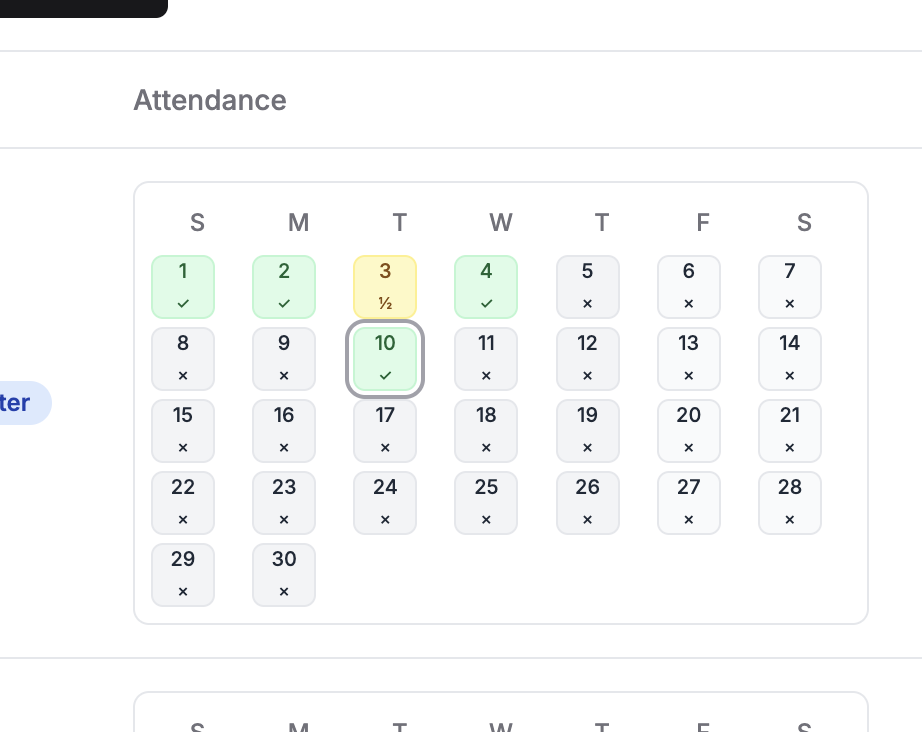 Attendance
S M T W T F S
1 2 3 4 5 6 7
✓ ✓ ½ ✓ × × ×
8 9 10 11 12 13 14
× × ✓ × × × ×
ter
15 16 17 18 19 20 21
× × × × × × ×
22 23 24 25 26 27 28
× × × × × × ×
29 30
× ×
S M T W T F S